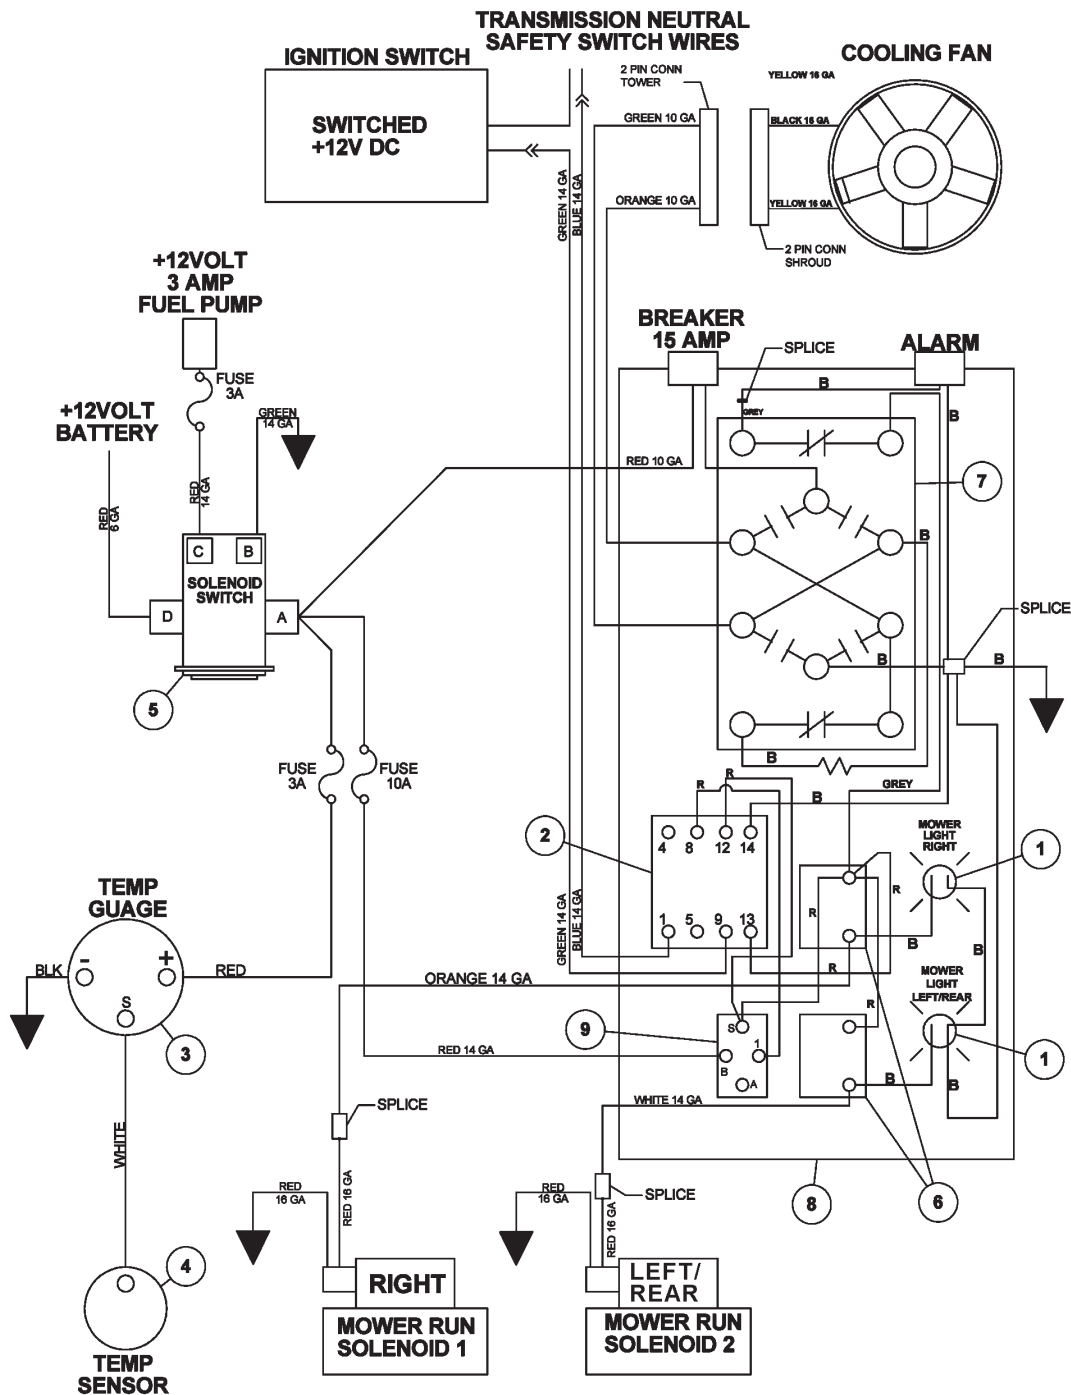 TRANSMISSION NEUTRAL
SAFETY SWITCH WIRES
IGNITION SWITCH
COOLING FAN
2 PIN CONN
TOWER
YELLOW 16 GA
SWITCHED
+12V DC
GREEN 10 GA
BLACK 16 GA
GREEN 14 GA
BLUE 14 GA
ORANGE 10 GA
YELLOW 16 GA
2 PIN CONN
SHROUD
+12VOLT
3 AMP
FUEL PUMP
BREAKER
15 AMP
SPLICE
ALARM
FUSE
3A
B
+12VOLT
BATTERY
GREEN
14 GA
GREY
B
RED 10 GA
7
RED
14 GA
RED
6 GA
B
C
B
SOLENOID
SWITCH
D
A
SPLICE
B
B
5
FUSE
3A
FUSE
10A
B
R
R
GREY
B
2
4
8
12
14
MOWER
LIGHT
RIGHT
1
TEMP
GUAGE
GREEN 14 GA
BLUE 14 GA
1
5
9
13
R
R
B
B
-
+
BLK
RED
S
ORANGE 14 GA
R
MOWER
LIGHT
LEFT/REAR
R
3
9
S
1
B
A
RED 14 GA
1
B
B
WHITE 14 GA
SPLICE
WHITE
RED
16 GA
RED 16 GA
RED
16 GA
SPLICE
RED 16 GA
8
6
4
RIGHT
LEFT/
REAR
MOWER RUN
SOLENOID 1
MOWER RUN
SOLENOID 2
TEMP
SENSOR